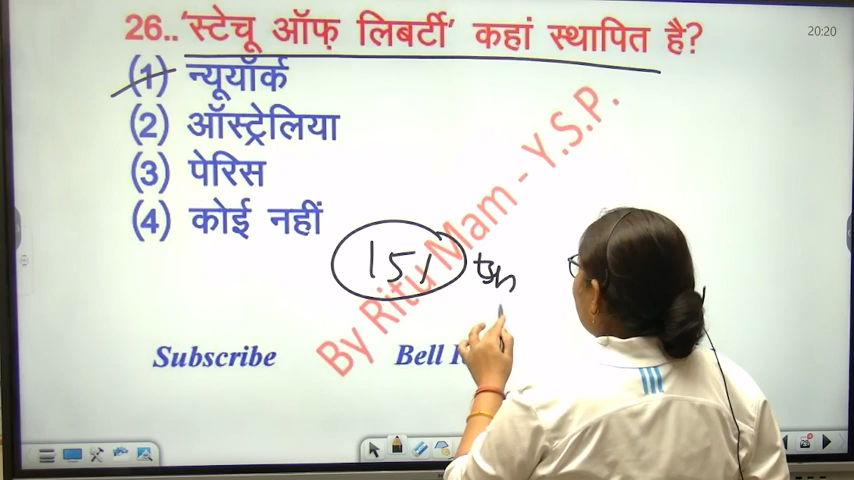 26..‘स्टेचू ऑफ़ लिबर्टी’ कहां स्थापित है?
(1) न्यूयॉर्क
(2) ऑस्ट्रेलिया
(3) पेरिस
(4) कोई नहीं
151
By Ritu Mam - Y.S.P.
Subscribe
Bell
20:20